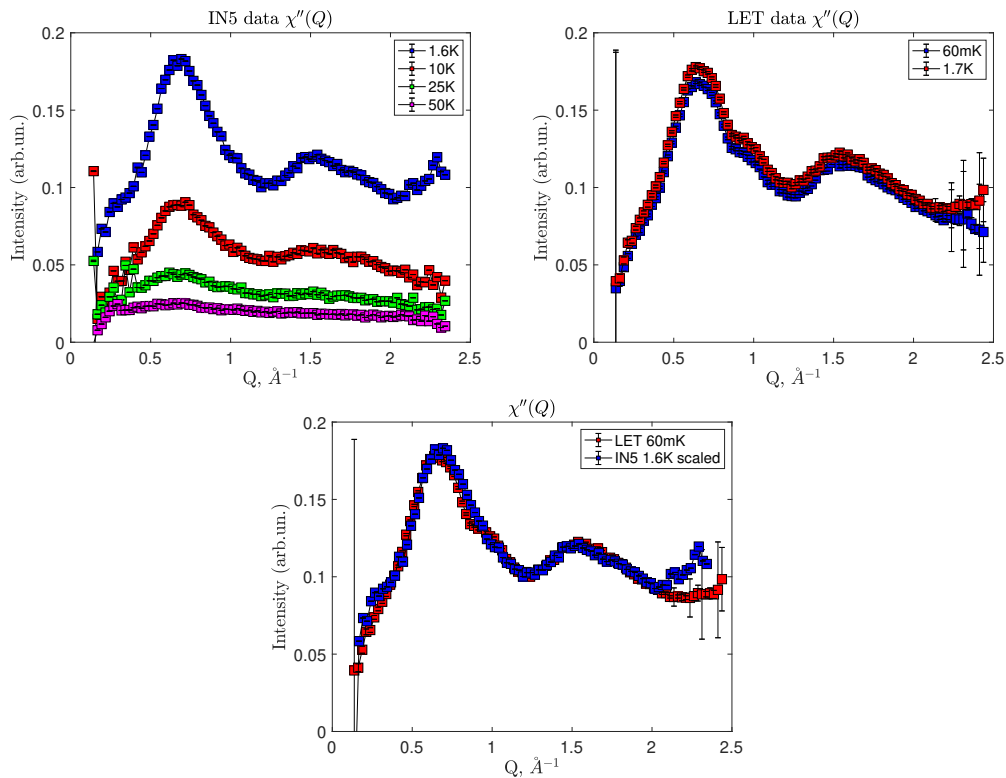 IN5 data χ″(Q)
0.2
0.15
0.1
0.05
0
0 0.5 1 1.5 2 2.5
Intensity (arb.un.)
Q, Å⁻¹
1.6K
10K
25K
50K
LET data χ″(Q)
0.2
0.15
0.1
0.05
0
0 0.5 1 1.5 2 2.5
Intensity (arb.un.)
Q, Å⁻¹
60mK
1.7K
χ″(Q)
0.2
0.15
0.1
0.05
0
0 0.5 1 1.5 2 2.5
Intensity (arb.un.)
Q, Å⁻¹
LET 60mK
IN5 1.6K scaled